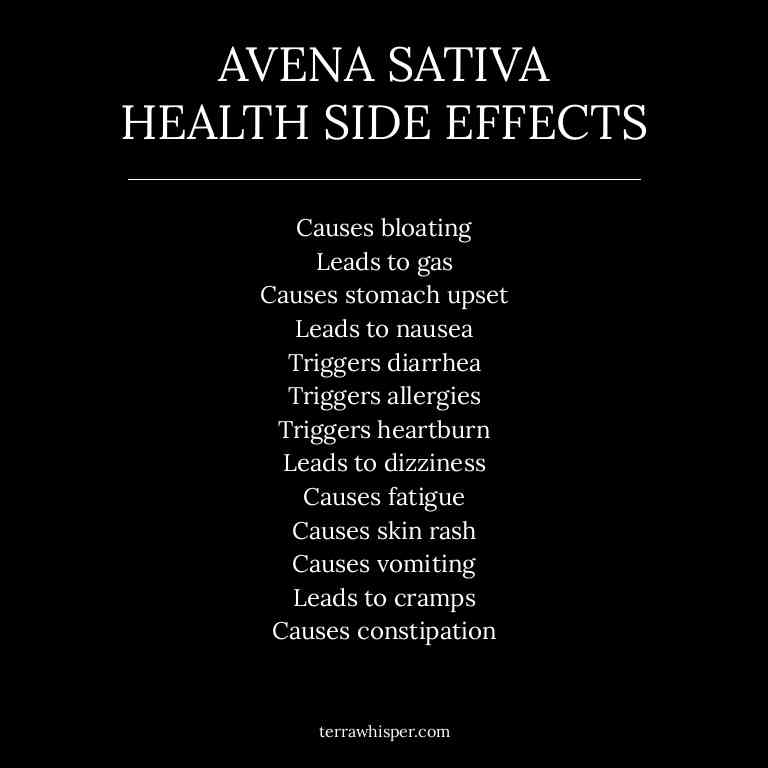 AVENA SATIVA
HEALTH SIDE EFFECTS
Causes bloating
Leads to gas
Causes stomach upset
Leads to nausea
Triggers diarrhea
Triggers allergies
Triggers heartburn
Leads to dizziness
Causes fatigue
Causes skin rash
Causes vomiting
Leads to cramps
Causes constipation
terrawhisper.com